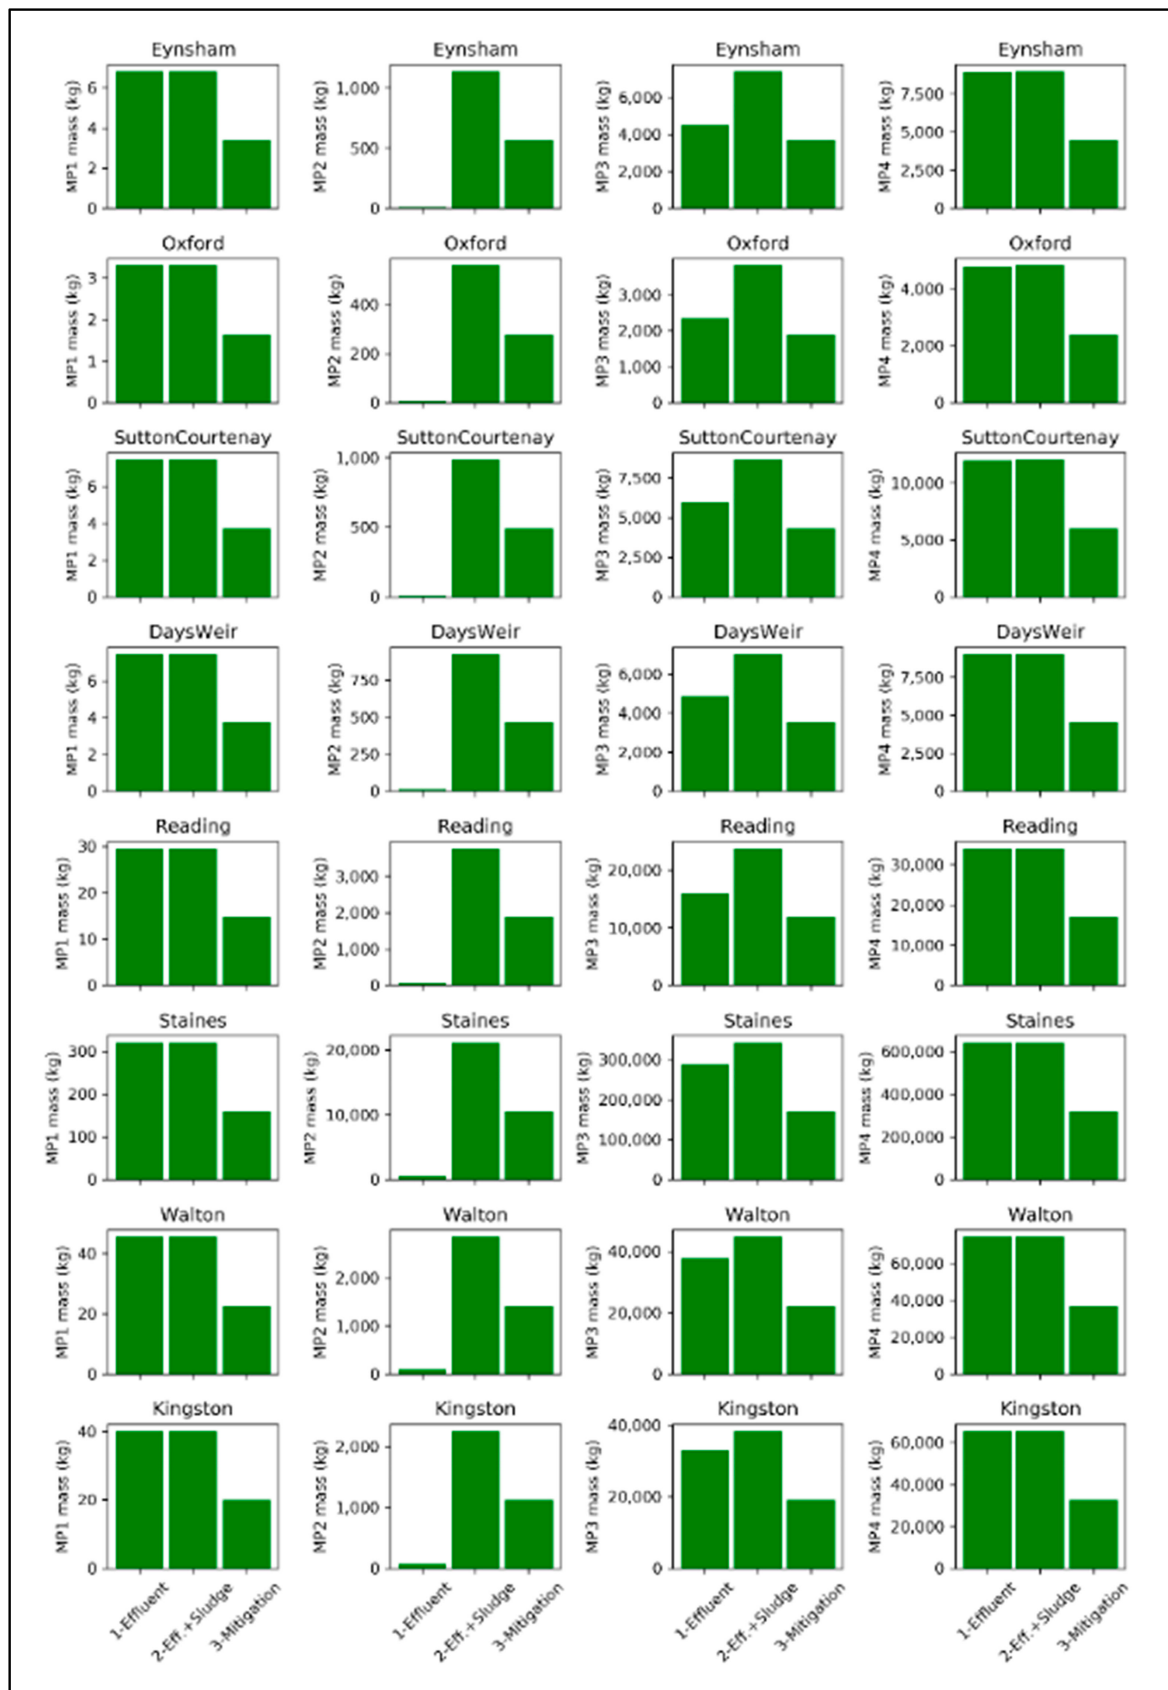 Eynsham Eynsham Eynsham Eynsham
MP1 mass (kg) 6 4 2 0 MP2 mass (kg) 1,000 500 0 MP3 mass (kg) 6,000 4,000 2,000 0 MP4 mass (kg) 7,500 5,000 2,500 0
Oxford Oxford Oxford Oxford
MP1 mass (kg) 3 2 1 0 MP2 mass (kg) 400 200 0 MP3 mass (kg) 3,000 2,000 1,000 0 MP4 mass (kg) 4,000 2,000 0
SuttonCourtenay SuttonCourtenay SuttonCourtenay SuttonCourtenay
MP1 mass (kg) 6 4 2 0 MP2 mass (kg) 1,000 500 0 MP3 mass (kg) 7,500 5,000 2,500 0 MP4 mass (kg) 10,000 5,000 0
DaysWeir DaysWeir DaysWeir DaysWeir
MP1 mass (kg) 6 4 2 0 MP2 mass (kg) 750 500 250 0 MP3 mass (kg) 6,000 4,000 2,000 0 MP4 mass (kg) 7,500 5,000 2,500 0
Reading Reading Reading Reading
MP1 mass (kg) 30 20 10 0 MP2 mass (kg) 3,000 2,000 1,000 0 MP3 mass (kg) 20,000 10,000 0 MP4 mass (kg) 30,000 20,000 10,000 0
Staines Staines Staines Staines
MP1 mass (kg) 300 200 100 0 MP2 mass (kg) 20,000 10,000 0 MP3 mass (kg) 300,000 200,000 100,000 0 MP4 mass (kg) 600,000 400,000 200,000 0
Walton Walton Walton Walton
MP1 mass (kg) 40 20 0 MP2 mass (kg) 2,000 1,000 0 MP3 mass (kg) 40,000 20,000 0 MP4 mass (kg) 60,000 40,000 20,000 0
Kingston Kingston Kingston Kingston
MP1 mass (kg) 40 20 0 MP2 mass (kg) 2,000 1,000 0 MP3 mass (kg) 40,000 20,000 0 MP4 mass (kg) 60,000 40,000 20,000 0
1-Effluent 2-Eff.+Sludge 3-Mitigation 1-Effluent 2-Eff.+Sludge 3-Mitigation 1-Effluent 2-Eff.+Sludge 3-Mitigation 1-Effluent 2-Eff.+Sludge 3-Mitigation